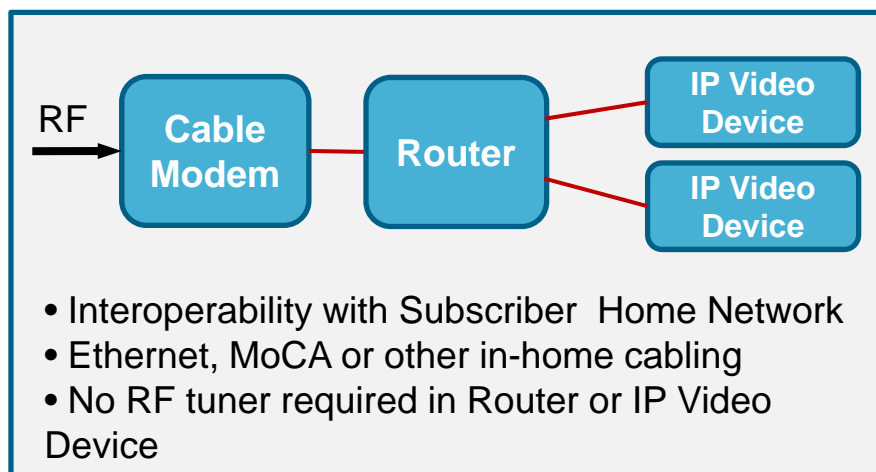 RF
Cable
Modem
Router
IP Video
Device
IP Video
Device
• Interoperability with Subscriber  Home Network
• Ethernet, MoCA or other in-home cabling
• No RF tuner required in Router or IP Video
Device